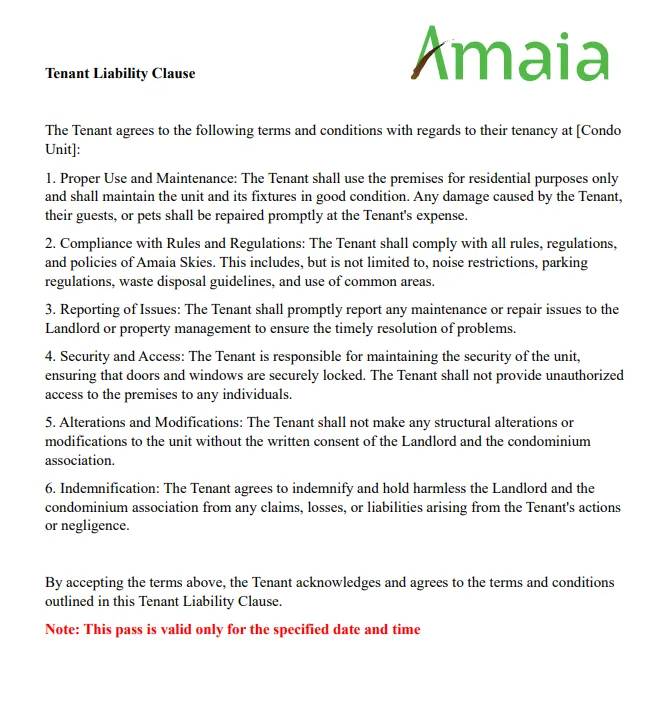 Amaia
Tenant Liability Clause
The Tenant agrees to the following terms and conditions with regards to their tenancy at [Condo
Unit]:
1. Proper Use and Maintenance: The Tenant shall use the premises for residential purposes only
and shall maintain the unit and its fixtures in good condition. Any damage caused by the Tenant,
their guests, or pets shall be repaired promptly at the Tenant's expense.
2. Compliance with Rules and Regulations: The Tenant shall comply with all rules, regulations,
and policies of Amaia Skies. This includes, but is not limited to, noise restrictions, parking
regulations, waste disposal guidelines, and use of common areas.
3. Reporting of Issues: The Tenant shall promptly report any maintenance or repair issues to the
Landlord or property management to ensure the timely resolution of problems.
4. Security and Access: The Tenant is responsible for maintaining the security of the unit,
ensuring that doors and windows are securely locked. The Tenant shall not provide unauthorized
access to the premises to any individuals.
5. Alterations and Modifications: The Tenant shall not make any structural alterations or
modifications to the unit without the written consent of the Landlord and the condominium
association.
6. Indemnification: The Tenant agrees to indemnify and hold harmless the Landlord and the
condominium association from any claims, losses, or liabilities arising from the Tenant's actions
or negligence.
By accepting the terms above, the Tenant acknowledges and agrees to the terms and conditions
outlined in this Tenant Liability Clause.
Note: This pass is valid only for the specified date and time